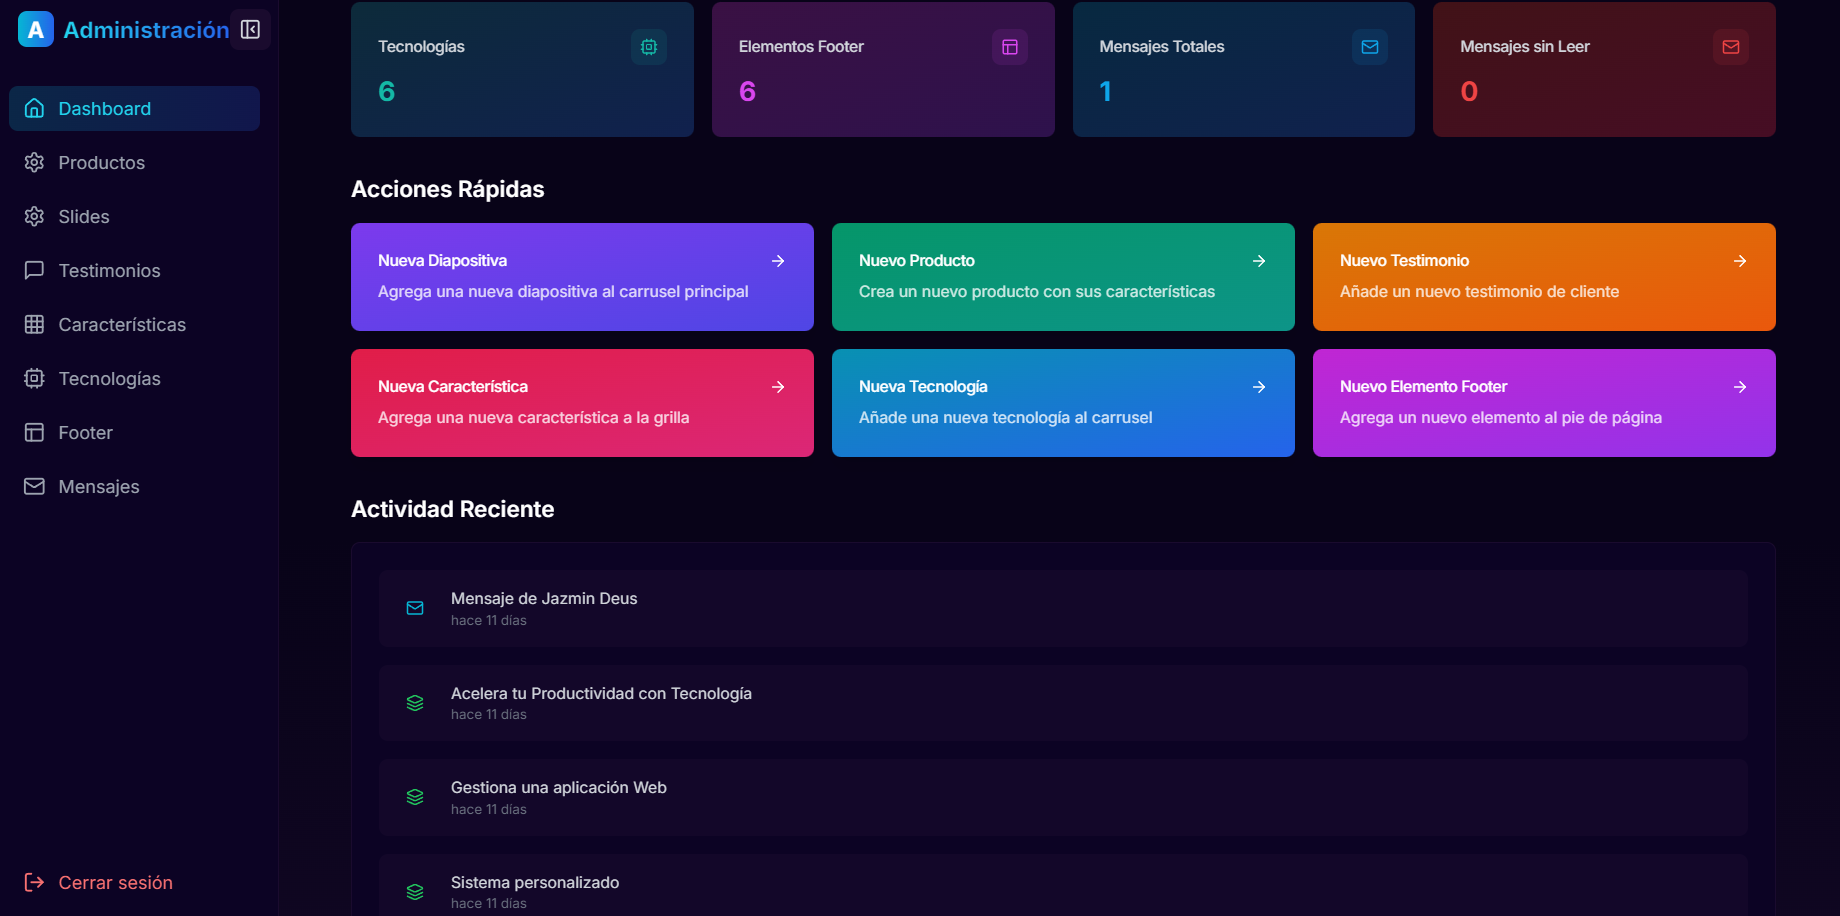 A Administración
Dashboard
Productos
Slides
Testimonios
Características
Tecnologías
Footer
Mensajes
Cerrar sesión
Tecnologías
6
Elementos Footer
6
Mensajes Totales
1
Mensajes sin Leer
0
Acciones Rápidas
Nueva Diapositiva
Agrega una nueva diapositiva al carrusel principal
Nuevo Producto
Crea un nuevo producto con sus características
Nuevo Testimonio
Añade un nuevo testimonio de cliente
Nueva Característica
Agrega una nueva característica a la grilla
Nueva Tecnología
Añade una nueva tecnología al carrusel
Nuevo Elemento Footer
Agrega un nuevo elemento al pie de página
Actividad Reciente
Mensaje de Jazmin Deus
hace 11 días
Acelera tu Productividad con Tecnología
hace 11 días
Gestiona una aplicación Web
hace 11 días
Sistema personalizado
hace 11 días